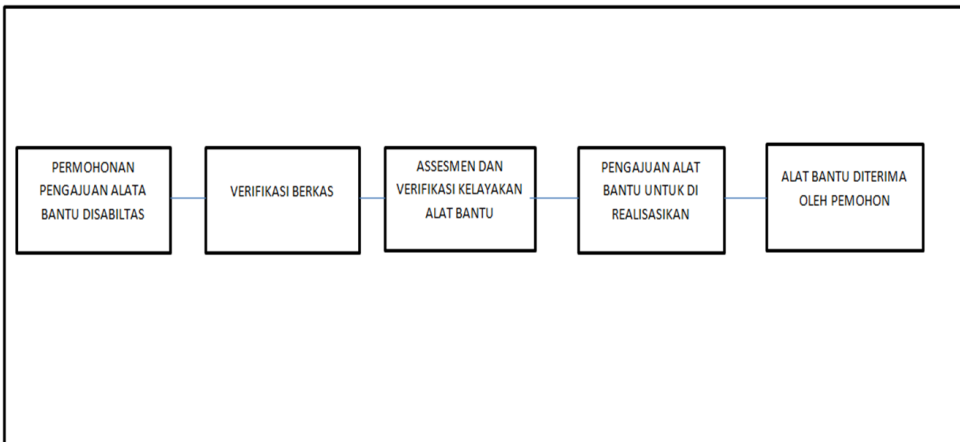 PERMOHONAN
PENGAJUAN ALATA
BANTU DISABILTAS
VERIFIKASI BERKAS
ASSESMEN DAN
VERIFIKASI KELAYAKAN
ALAT BANTU
PENGAJUAN ALAT
BANTU UNTUK DI
REALISASIKAN
ALAT BANTU DITERIMA
OLEH PEMOHON